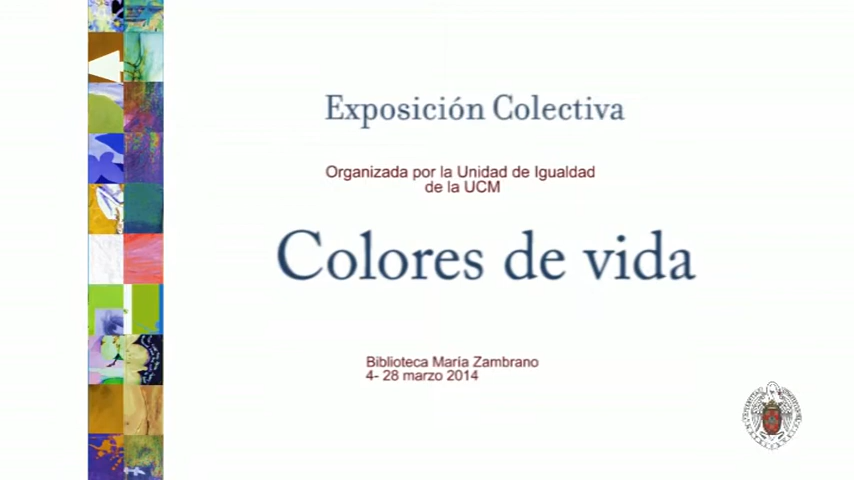 Exposición Colectiva
Organizada por la Unidad de Igualdad
de la UCM
Colores de vida
Biblioteca María Zambrano
4- 28 marzo 2014